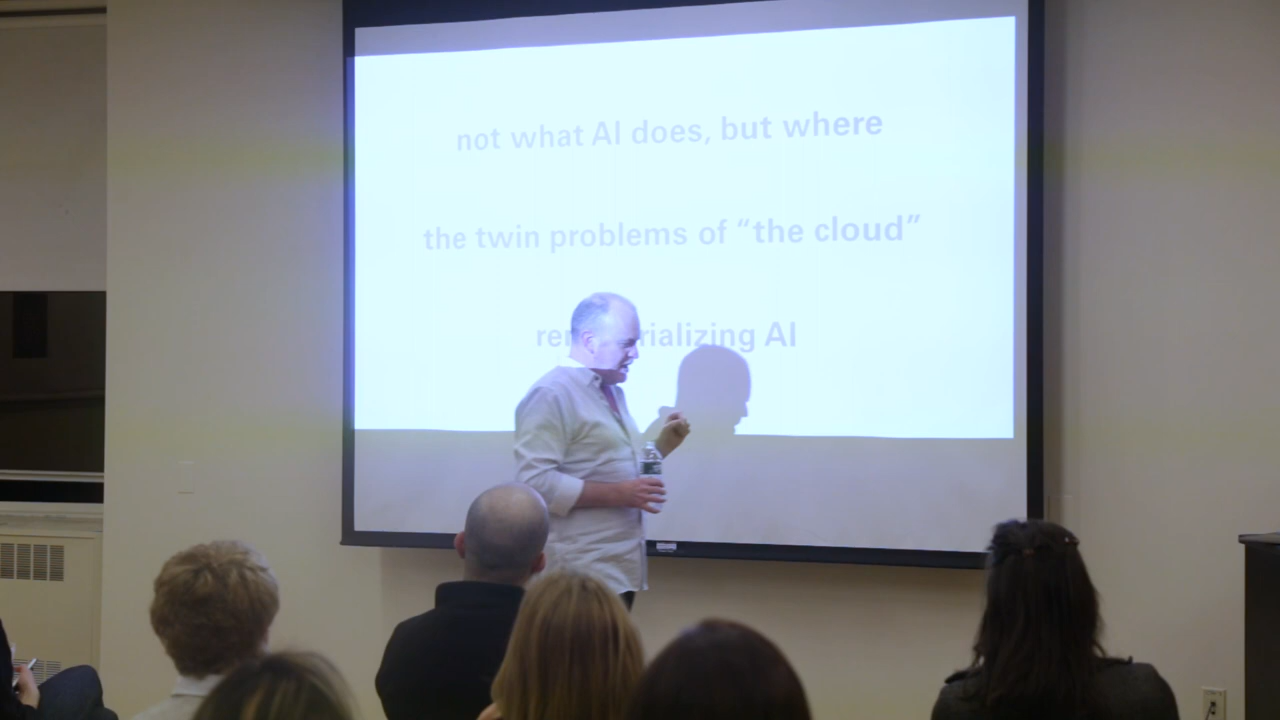 not what AI does, but where
the twin problems of “the cloud”
AI